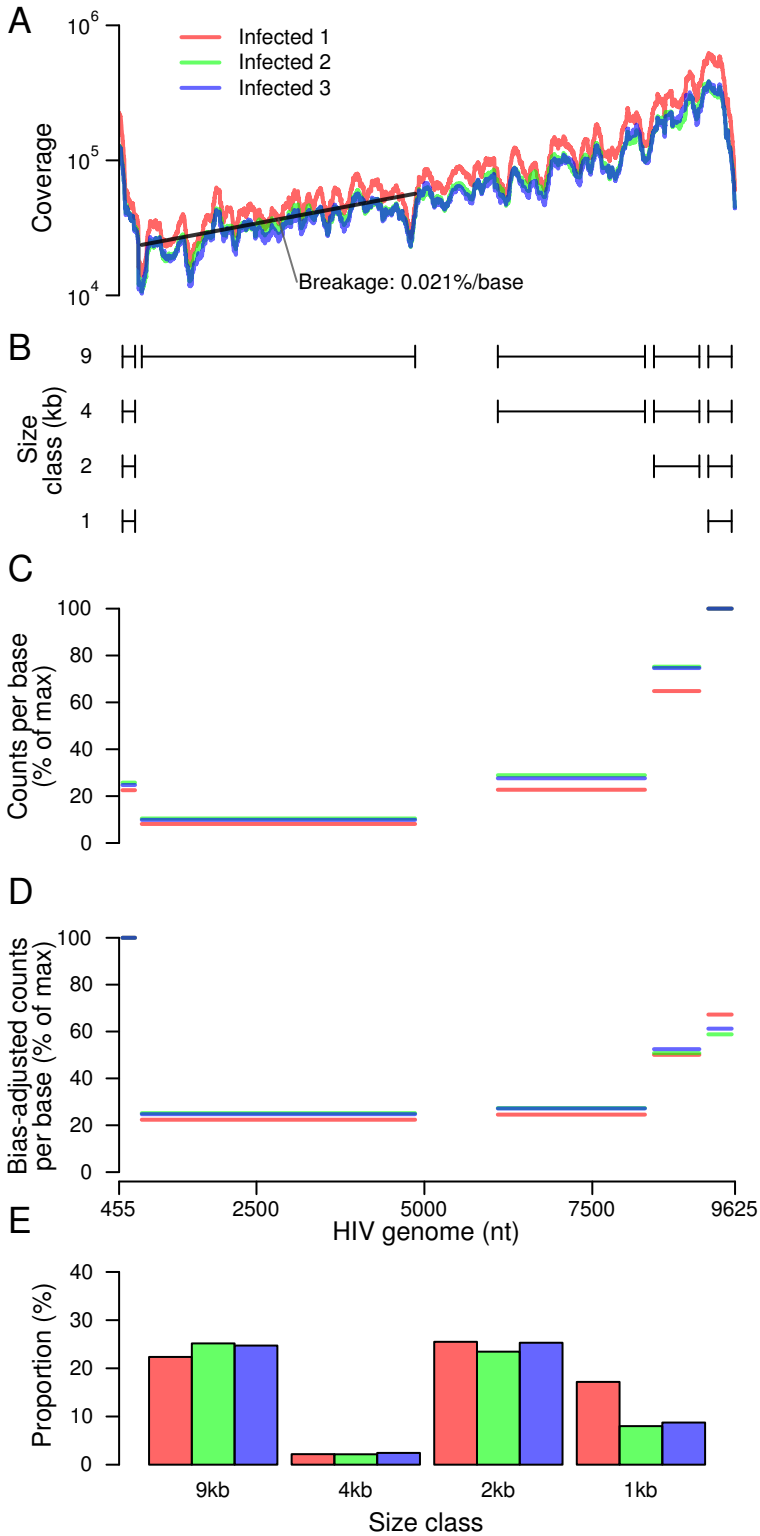 A
10^6
10^5
10^4
Coverage
Infected 1
Infected 2
Infected 3
Breakage: 0.021%/base
B
Size
class (kb)
9
4
2
1
C
Counts per base
(% of max)
100
80
60
40
20
0
D
Bias-adjusted counts
per base (% of max)
100
80
60
40
20
0
455 2500 5000 7500 9625
HIV genome (nt)
E
Proportion (%)
40
30
20
10
0
9kb 4kb 2kb 1kb
Size class